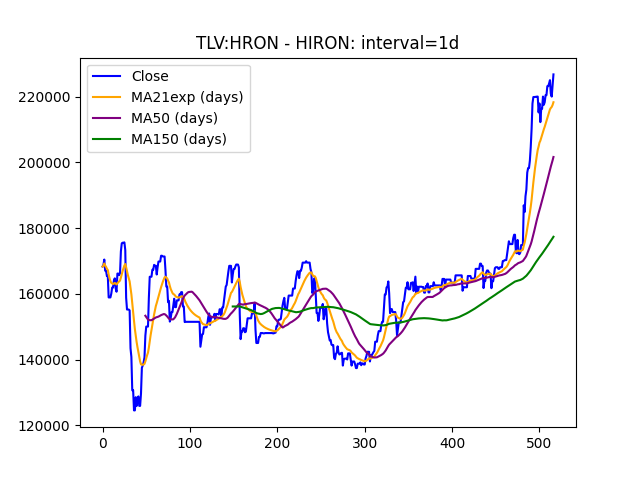 TLV:HRON - HIRON: interval=1d
Close
MA21exp (days)
MA50 (days)
MA150 (days)
220000
200000
180000
160000
140000
120000
0 100 200 300 400 500